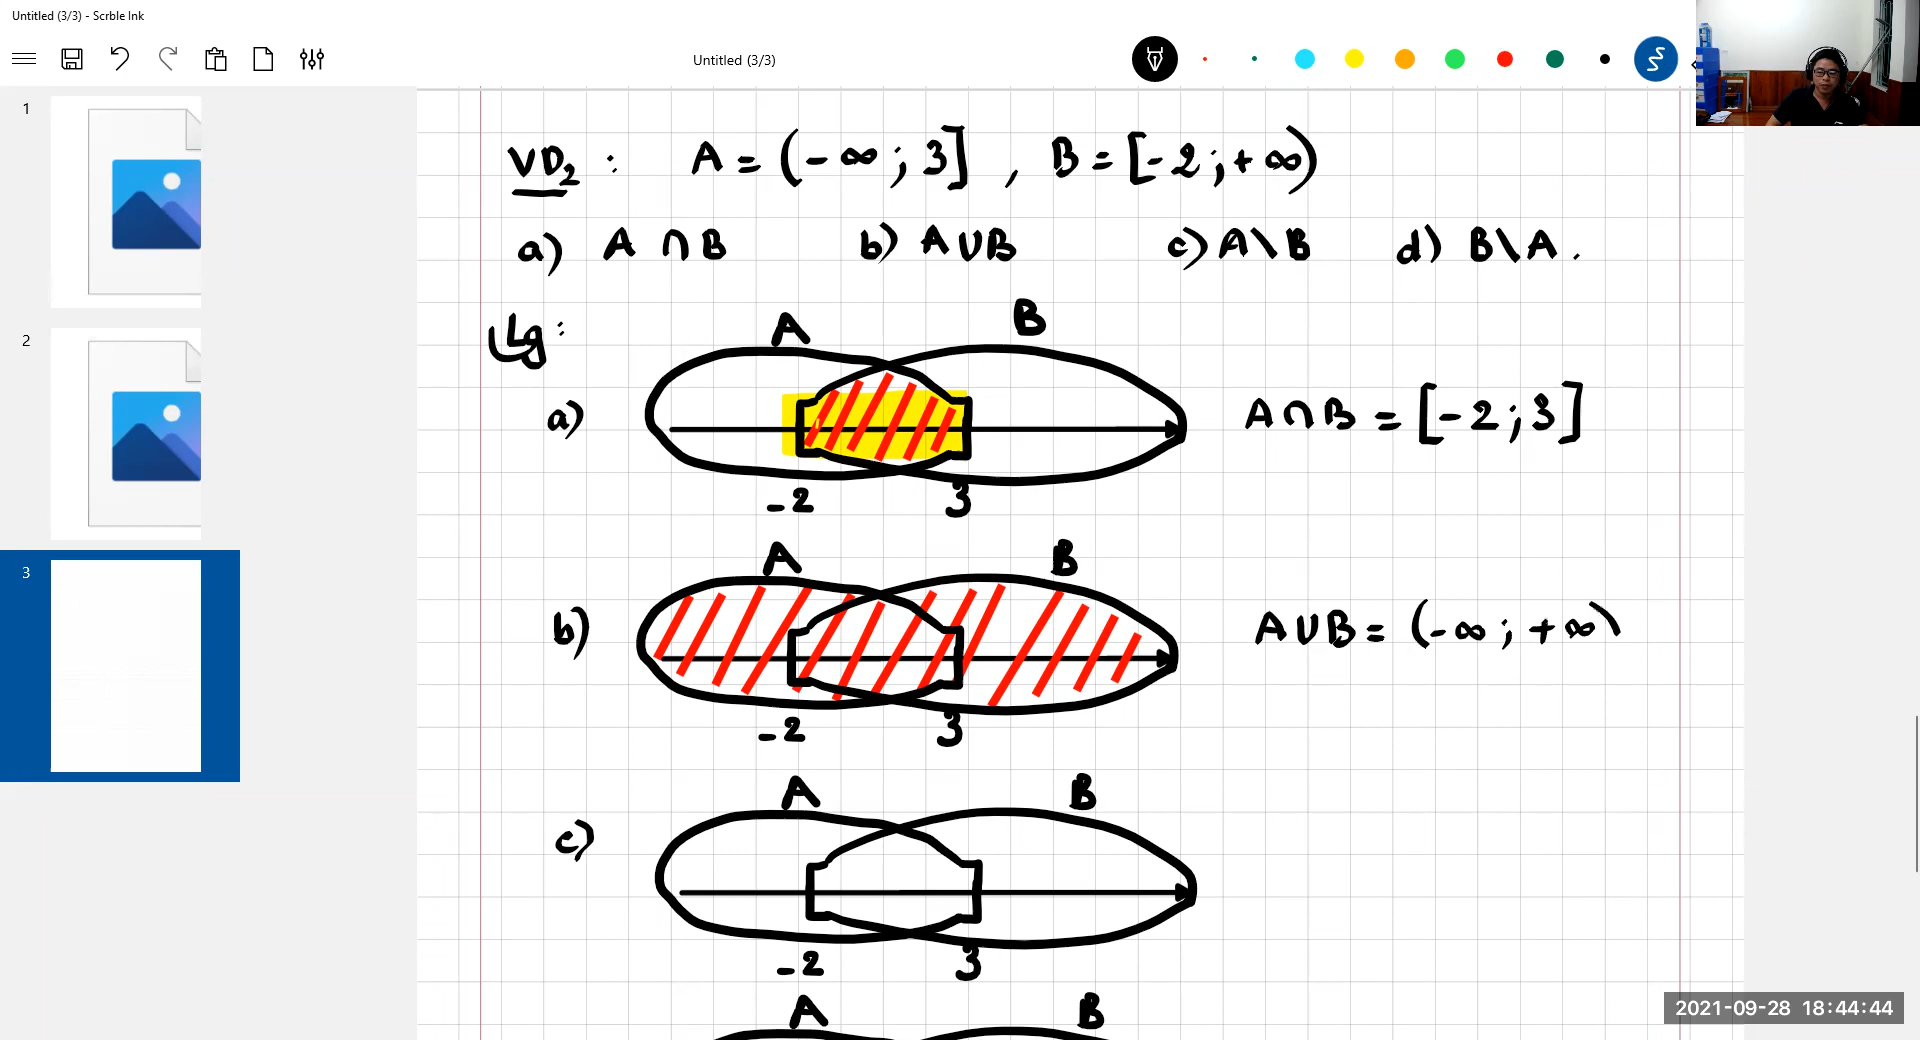 Untitled (3/3) - Scrble Ink
Untitled (3/3)
1
2
3
VD2 : A = (-∞ ; 3] , B = [-2 ; +∞)
a) A ∩ B b) A∪B c) A\B d) B\A .
Lg :
A B
a) A∩B = [-2 ; 3]
-2 3
A B
b) A∪B = (-∞ ; +∞)
-2 3
A B
c)
-2 3
A B
2021-09-28 18:44:44